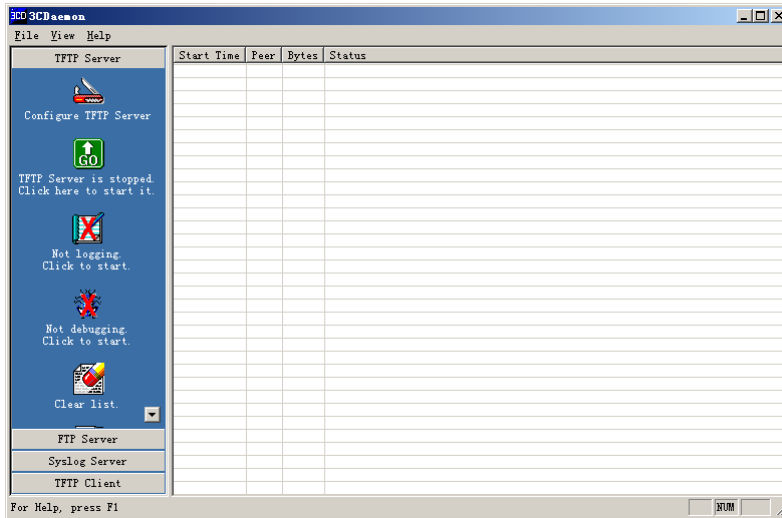 3CD 3CDaemon
File View Help
TFTP Server
Start Time Peer Bytes Status
Configure TFTP Server
GO
TFTP Server is stopped.
Click here to start it.
Not logging.
Click to start.
Not debugging.
Click to start.
Clear list.
FTP Server
Syslog Server
TFTP Client
For Help, press F1
NUM